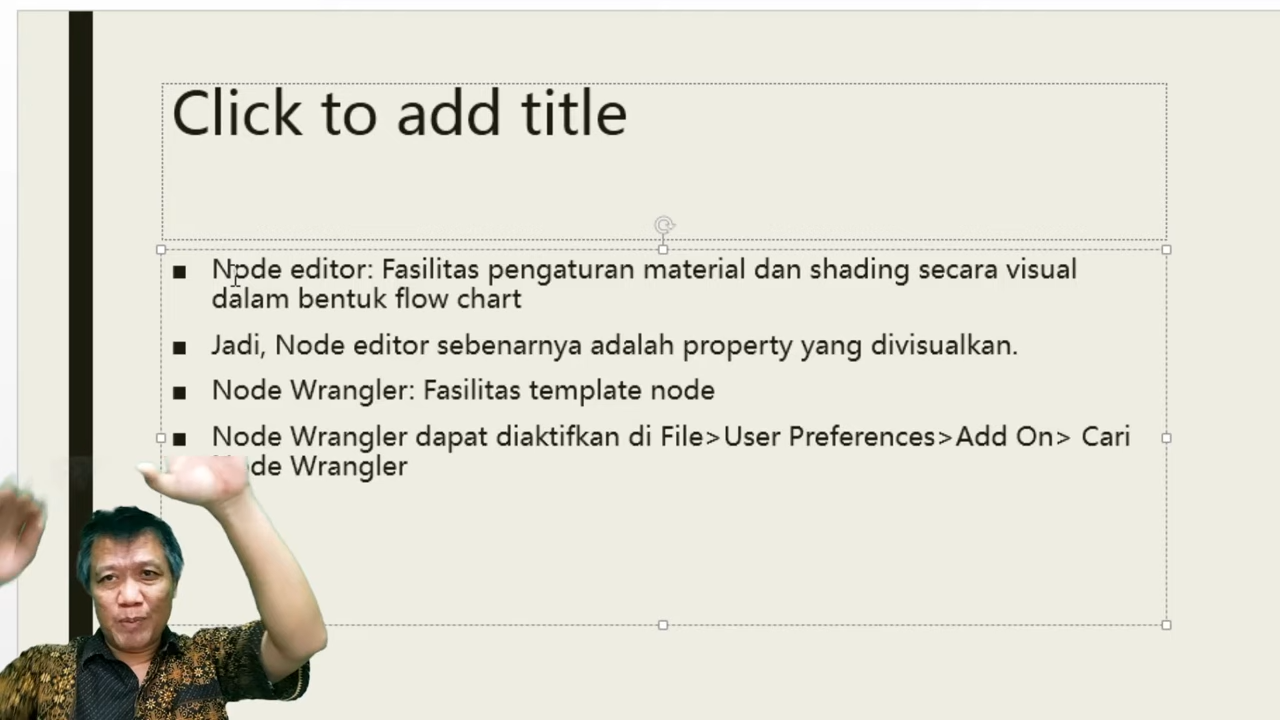 Click to add title
Node editor: Fasilitas pengaturan material dan shading secara visual
dalam bentuk flow chart
Jadi, Node editor sebenarnya adalah property yang divisualkan.
Node Wrangler: Fasilitas template node
Node Wrangler dapat diaktifkan di File>User Preferences>Add On> Cari
Node Wrangler